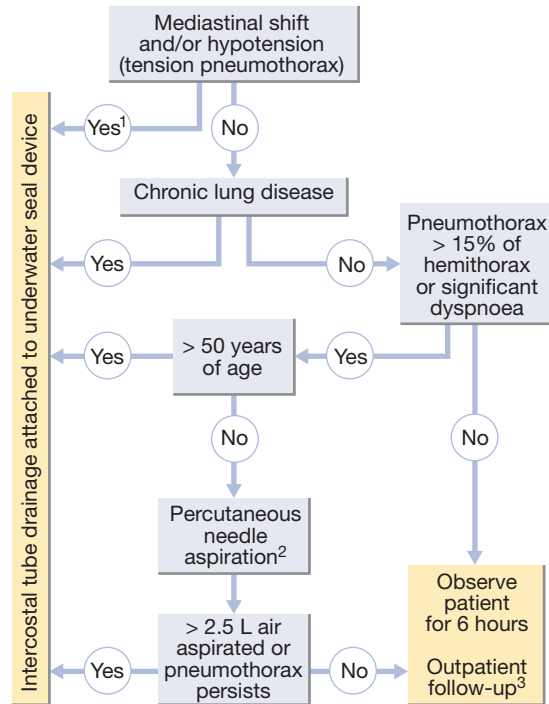 Mediastinal shift
and/or hypotension
(tension pneumothorax)
Yes¹
No
Intercostal tube drainage attached to underwater seal device
Chronic lung disease
Yes
No
Pneumothorax
> 15% of
hemithorax
or significant
dyspnoea
Yes
> 50 years
of age
Yes
No
No
Percutaneous
needle
aspiration²
> 2.5 L air
aspirated or
pneumothorax
persists
Yes
No
Observe
patient
for 6 hours
Outpatient
follow-up³